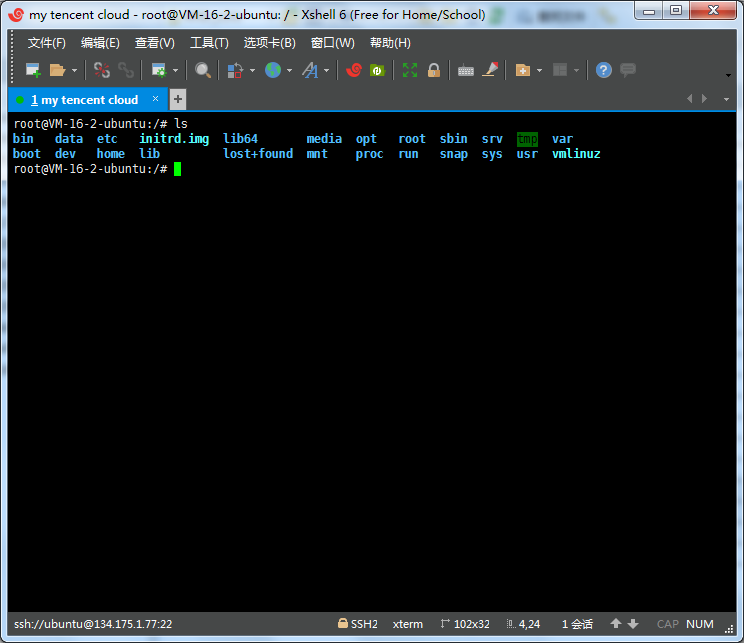 my tencent cloud - root@VM-16-2-ubuntu: / - Xshell 6 (Free for Home/School)
文件(F) 编辑(E) 查看(V) 工具(T) 选项卡(B) 窗口(W) 帮助(H)
1 my tencent cloud × +
root@VM-16-2-ubuntu:/# ls
bin data etc initrd.img lib64 media opt root sbin srv tmp var
boot dev home lib lost+found mnt proc run snap sys usr vmlinuz
root@VM-16-2-ubuntu:/#
ssh://ubuntu@134.175.1.77:22 SSH2 xterm 102x32 4,24 1 会话 CAP NUM